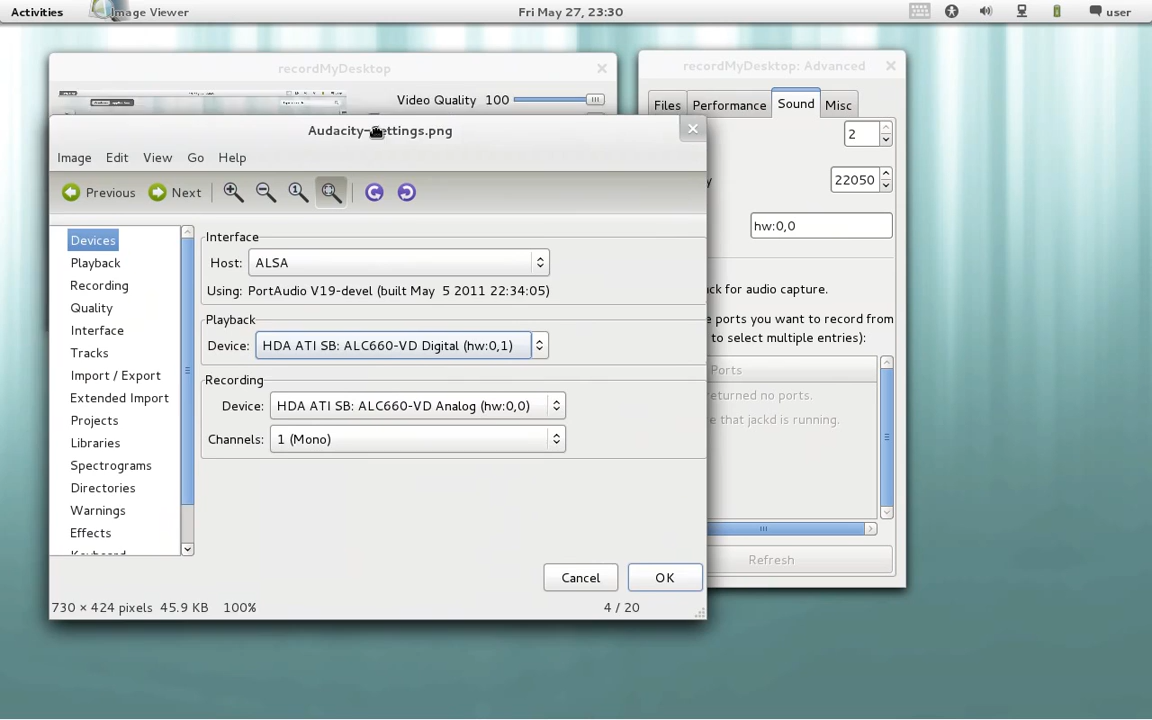 Activities Image Viewer Fri May 27, 23:30 user
recordMyDesktop
Video Quality 100
recordMyDesktop: Advanced
Files Performance Sound Misc
2
22050
hw:0,0
ck for audio capture.
e ports you want to record from
to select multiple entries):
Ports
returned no ports.
e that jackd is running.
Refresh
Image Edit View Go Help
Previous Next
Devices
Playback
Recording
Quality
Interface
Tracks
Import / Export
Extended Import
Projects
Libraries
Spectrograms
Directories
Warnings
Effects
Keyboard
Interface
Host: ALSA
Using: PortAudio V19-devel (built May 5 2011 22:34:05)
Playback
Device: HDA ATI SB: ALC660-VD Digital (hw:0,1)
Recording
Device: HDA ATI SB: ALC660-VD Analog (hw:0,0)
Channels: 1 (Mono)
Cancel OK
730 × 424 pixels 45.9 KB 100% 4 / 20